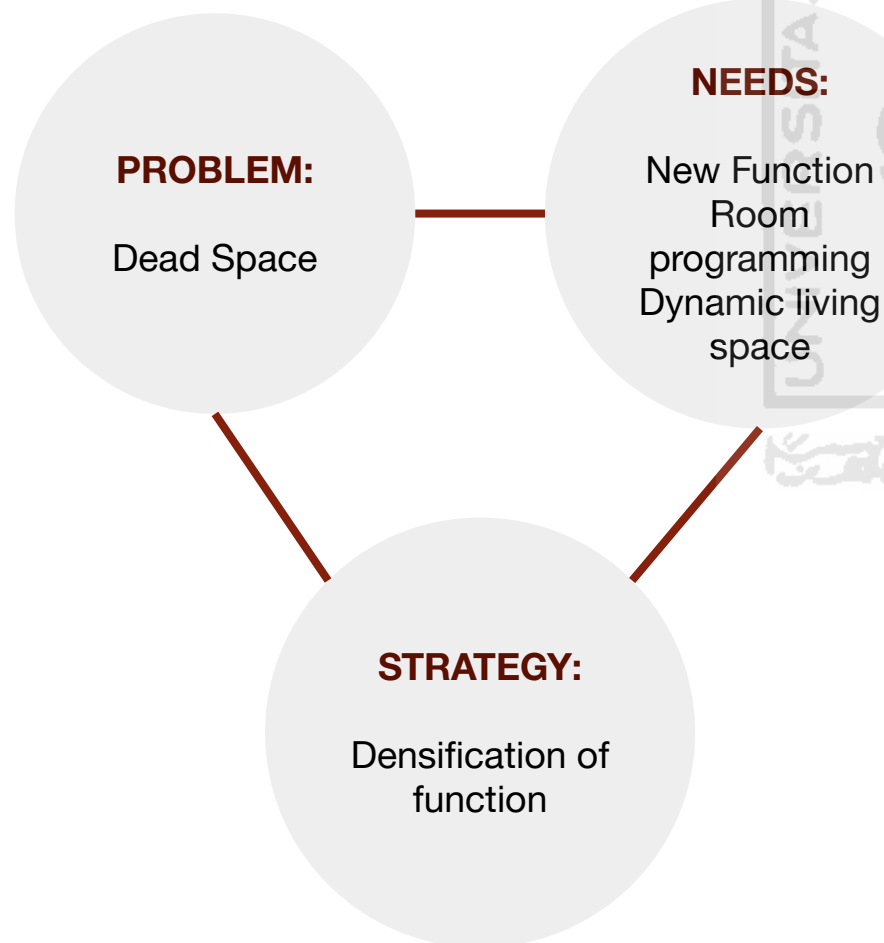 PROBLEM:
Dead Space
NEEDS:
New Function
Room
programming
Dynamic living
space
STRATEGY:
Densification of
function